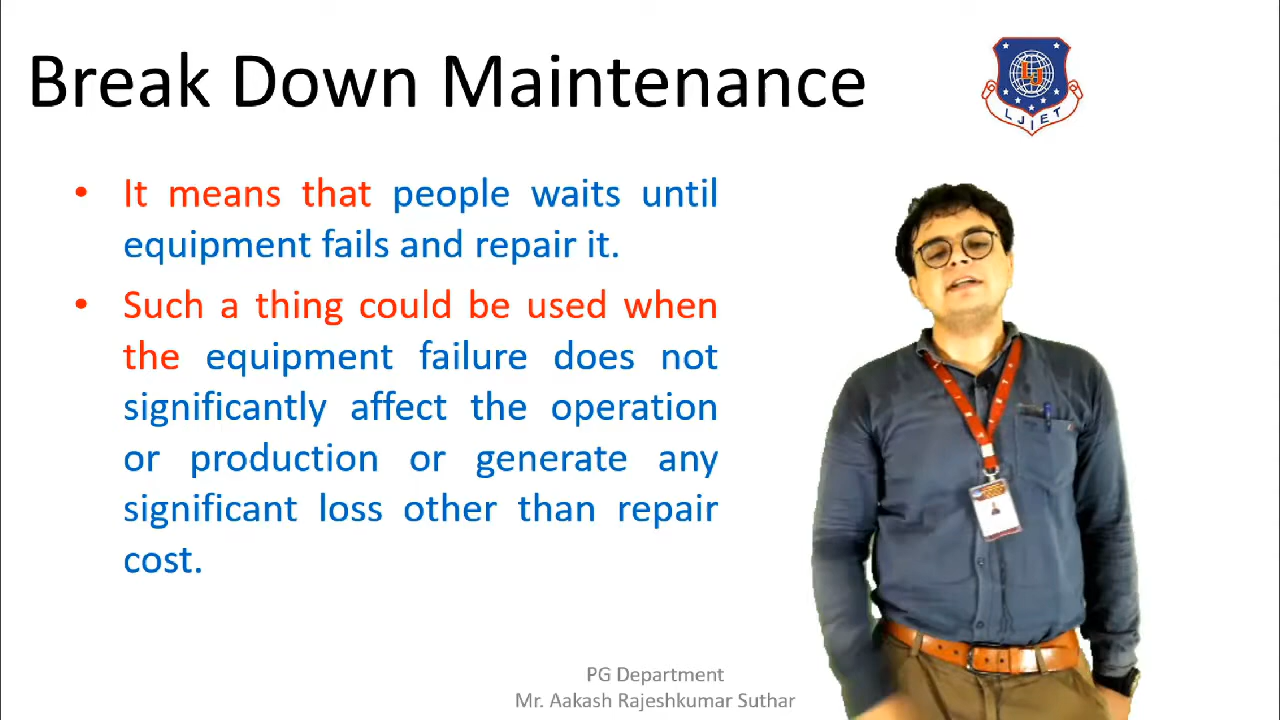 Break Down Maintenance
LJ
LJIET
• It means that people waits until
equipment fails and repair it.
• Such a thing could be used when
the equipment failure does not
significantly affect the operation
or production or generate any
significant loss other than repair
cost.
PG Department
Mr. Aakash Rajeshkumar Suthar